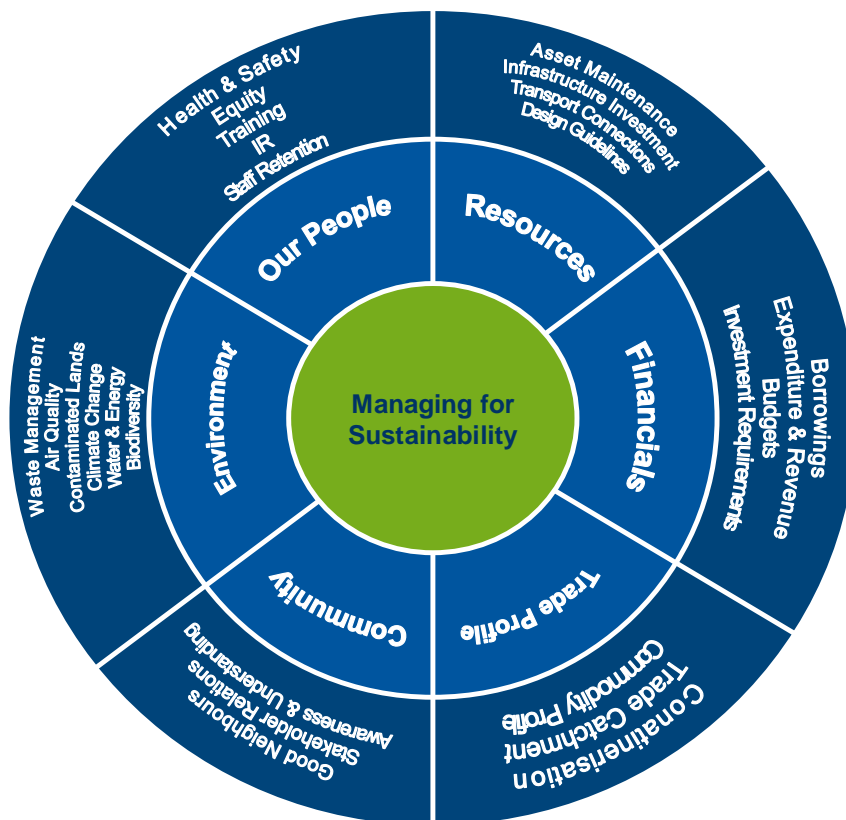 Managing for
Sustainability
Our People
Health & Safety
Equity
Training
IR
Staff Retention
Resources
Asset Maintenance
Infrastructure Investment
Transport Connections
Design Guidelines
Financials
Borrowings
Expenditure & Revenue
Budgets
Investment Requirements
Trade Profile
Conatinerisation
Trade Catchment
Commodity Profile
Community
Good Neighbours
Stakeholder Relations
Awareness & Understanding
Environment
Waste Management
Air Quality
Contaminated Lands
Climate Change
Water & Energy
Biodiversity